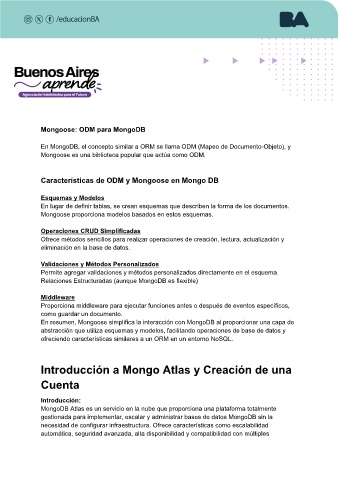 /educacionBA
BA
Buenos Aires
aprende
Agencia de Habilidades para el Futuro
Mongoose: ODM para MongoDB
En MongoDB, el concepto similar a ORM se llama ODM (Mapeo de Documento-Objeto), y
Mongoose es una biblioteca popular que actúa como ODM.
Características de ODM y Mongoose en Mongo DB
Esquemas y Modelos
En lugar de definir tablas, se crean esquemas que describen la forma de los documentos.
Mongoose proporciona modelos basados en estos esquemas.
Operaciones CRUD Simplificadas
Ofrece métodos sencillos para realizar operaciones de creación, lectura, actualización y
eliminación en la base de datos.
Validaciones y Métodos Personalizados
Permite agregar validaciones y métodos personalizados directamente en el esquema.
Relaciones Estructuradas (aunque MongoDB es flexible)
Middleware
Proporciona middleware para ejecutar funciones antes o después de eventos específicos,
como guardar un documento.
En resumen, Mongoose simplifica la interacción con MongoDB al proporcionar una capa de
abstracción que utiliza esquemas y modelos, facilitando operaciones de base de datos y
ofreciendo características similares a un ORM en un entorno NoSQL.
Introducción a Mongo Atlas y Creación de una
Cuenta
Introducción:
MongoDB Atlas es un servicio en la nube que proporciona una plataforma totalmente
gestionada para implementar, escalar y administrar bases de datos MongoDB sin la
necesidad de configurar infraestructura. Ofrece características como escalabilidad
automática, seguridad avanzada, alta disponibilidad y compatibilidad con múltiples